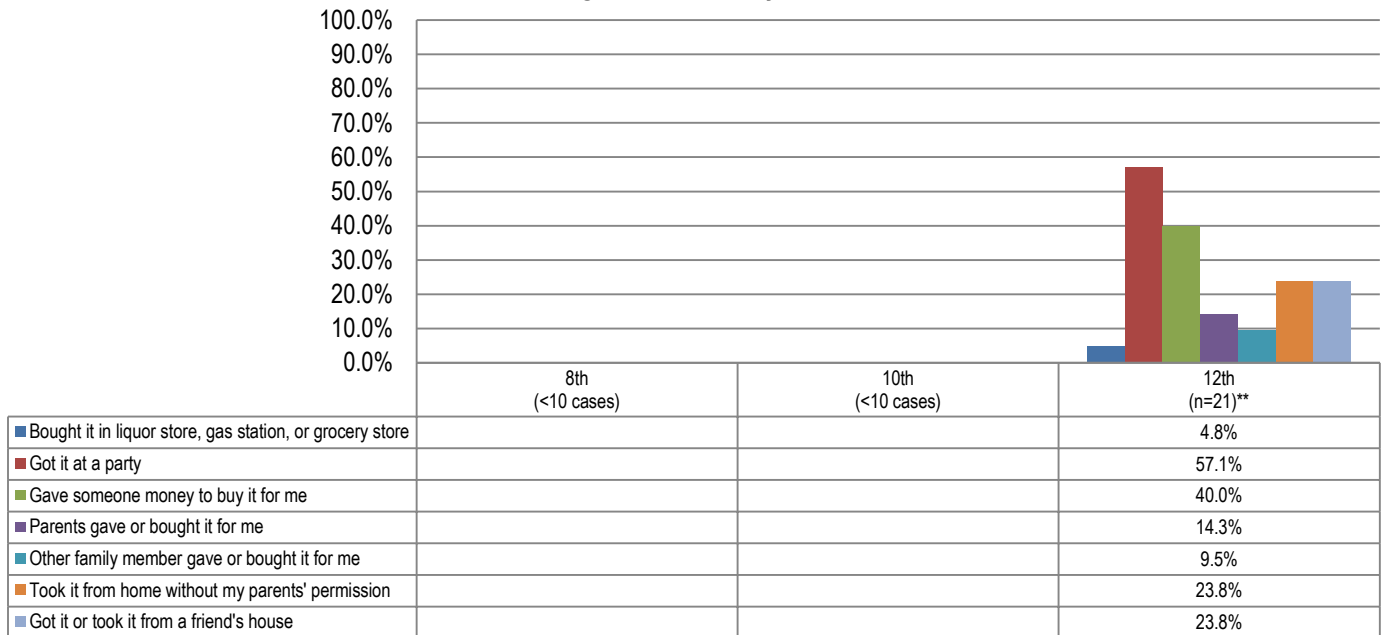 100.0%
90.0%
80.0%
70.0%
60.0%
50.0%
40.0%
30.0%
20.0%
10.0%
0.0%
8th 10th 12th
(<10 cases) (<10 cases) (n=21)**
Bought it in liquor store, gas station, or grocery store 4.8%
Got it at a party 57.1%
Gave someone money to buy it for me 40.0%
Parents gave or bought it for me 14.3%
Other family member gave or bought it for me 9.5%
Took it from home without my parents' permission 23.8%
Got it or took it from a friend's house 23.8%